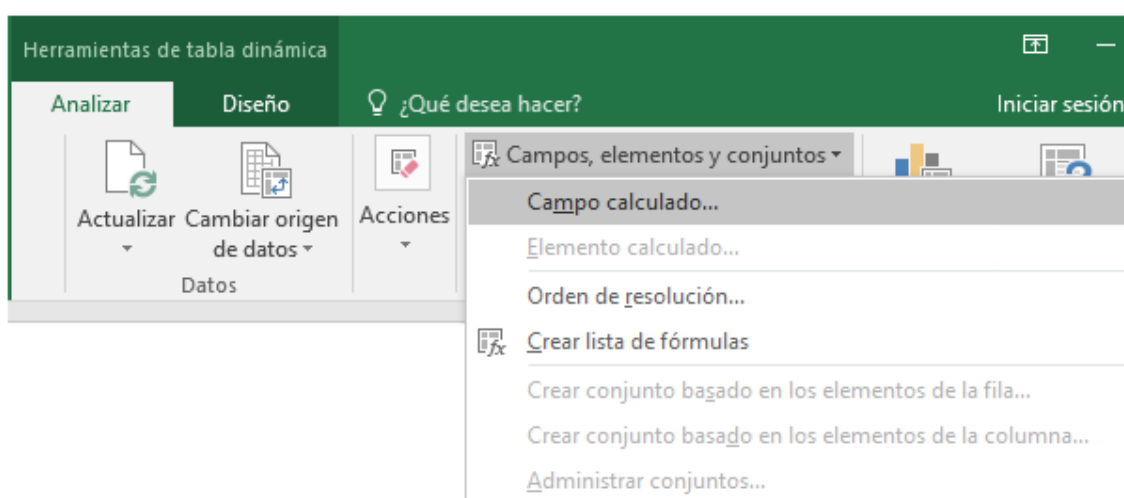 Herramientas de tabla dinámica
Analizar Diseño ¿Qué desea hacer? Iniciar sesión
Campos, elementos y conjuntos
Actualizar Cambiar origen de datos Acciones
Datos
Campo calculado...
Elemento calculado...
Orden de resolución...
Crear lista de fórmulas
Crear conjunto basado en los elementos de la fila...
Crear conjunto basado en los elementos de la columna...
Administrar conjuntos...